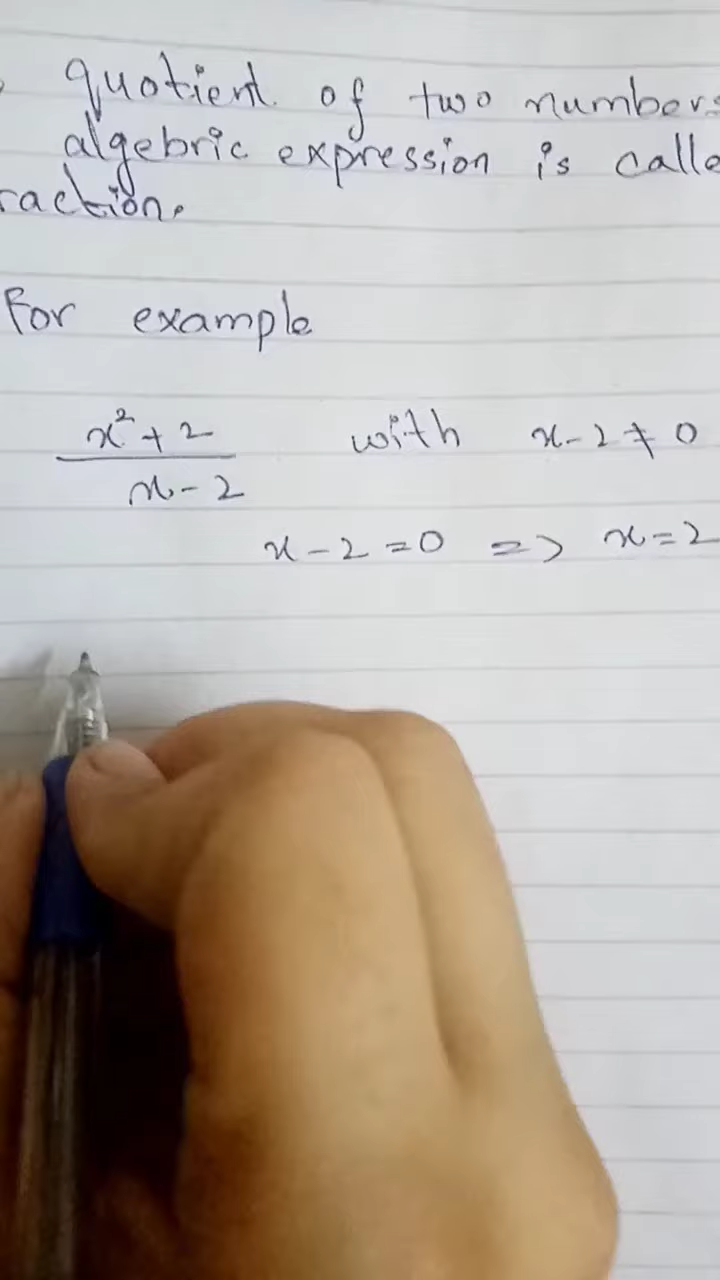 quotient of two numbers
algebric expression is calle
raction.
For example
x²+2 / x-2 with x-2≠0
x-2=0 => x=2